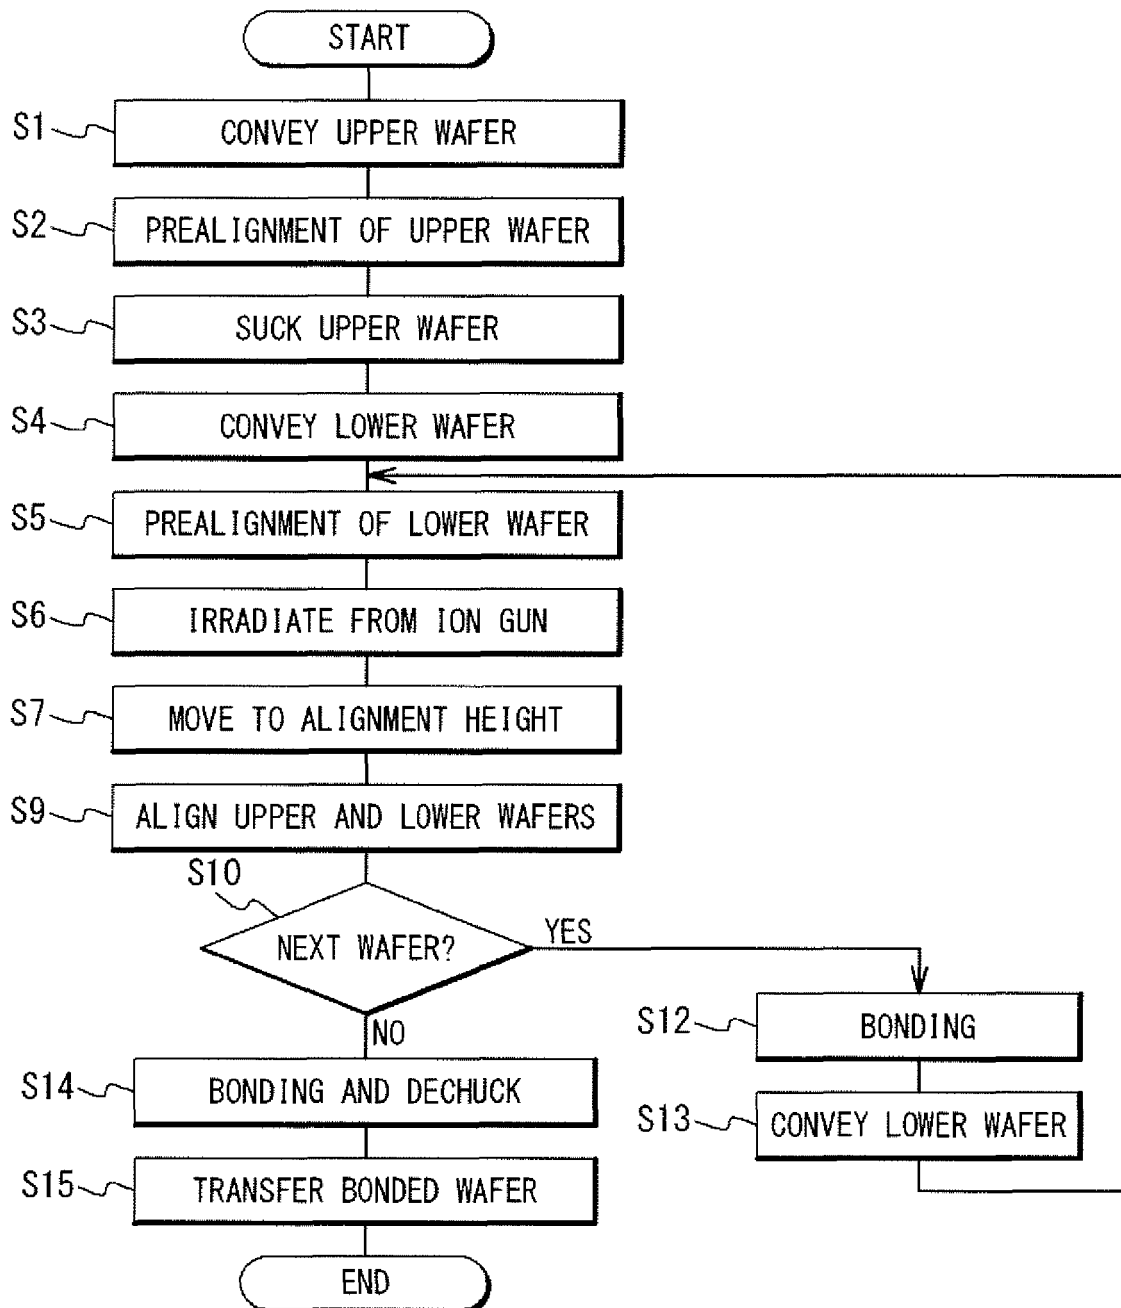 START
S1 CONVEY UPPER WAFER
S2 PREALIGNMENT OF UPPER WAFER
S3 SUCK UPPER WAFER
S4 CONVEY LOWER WAFER
S5 PREALIGNMENT OF LOWER WAFER
S6 IRRADIATE FROM ION GUN
S7 MOVE TO ALIGNMENT HEIGHT
S9 ALIGN UPPER AND LOWER WAFERS
S10
NEXT WAFER?
YES
S12 BONDING
S13 CONVEY LOWER WAFER
NO
S14 BONDING AND DECHUCK
S15 TRANSFER BONDED WAFER
END